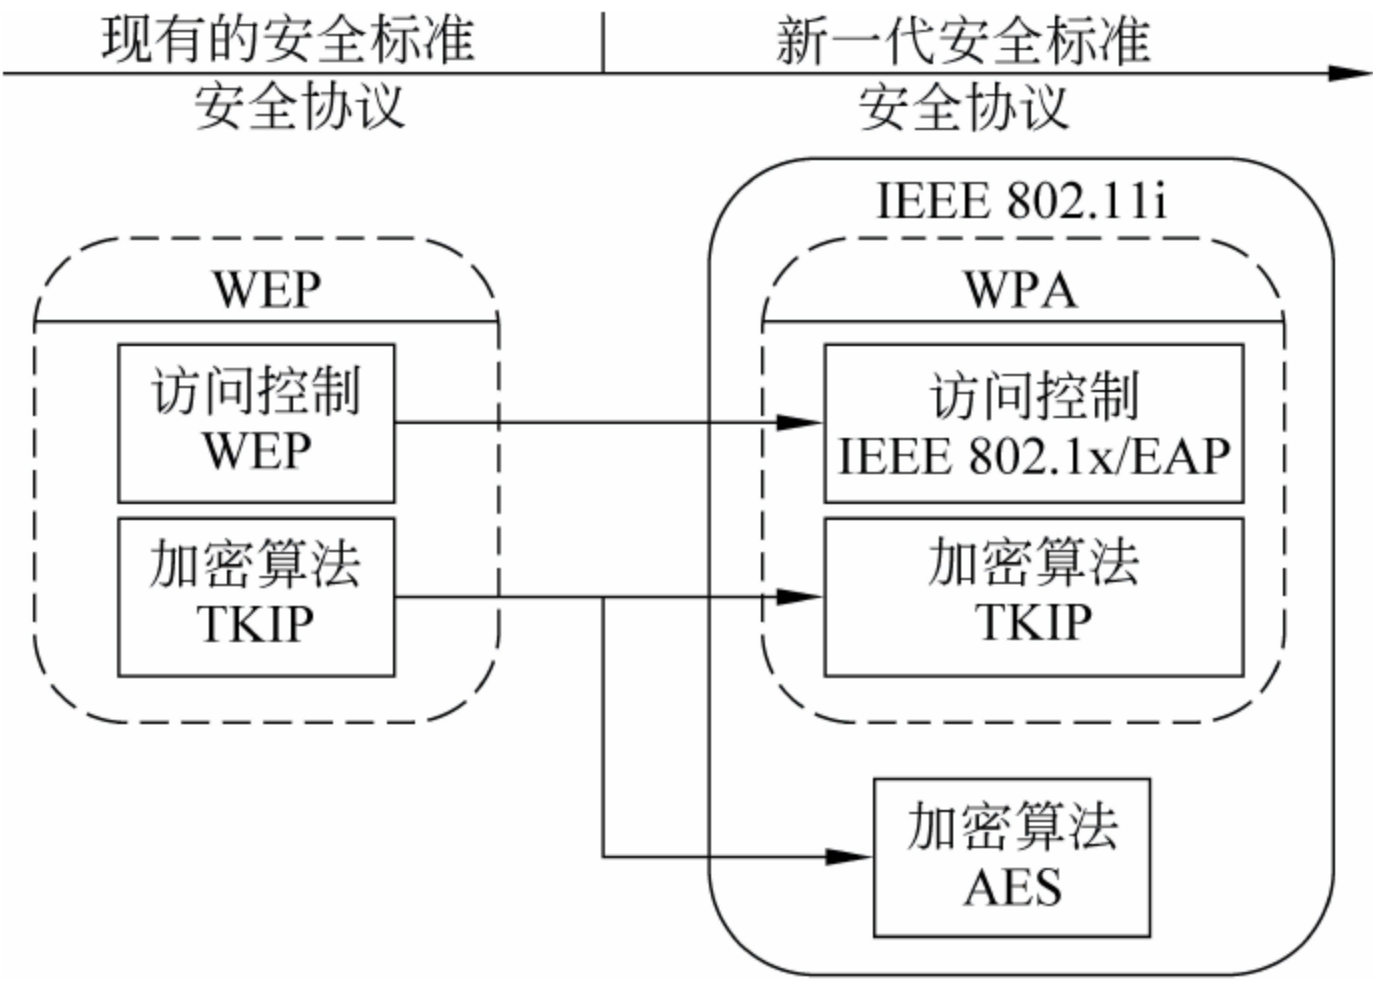 现有的安全标准
新一代安全标准
安全协议
安全协议
IEEE 802.11i
WEP
WPA
访问控制
WEP
访问控制
IEEE 802.1x/EAP
加密算法
TKIP
加密算法
TKIP
加密算法
AES